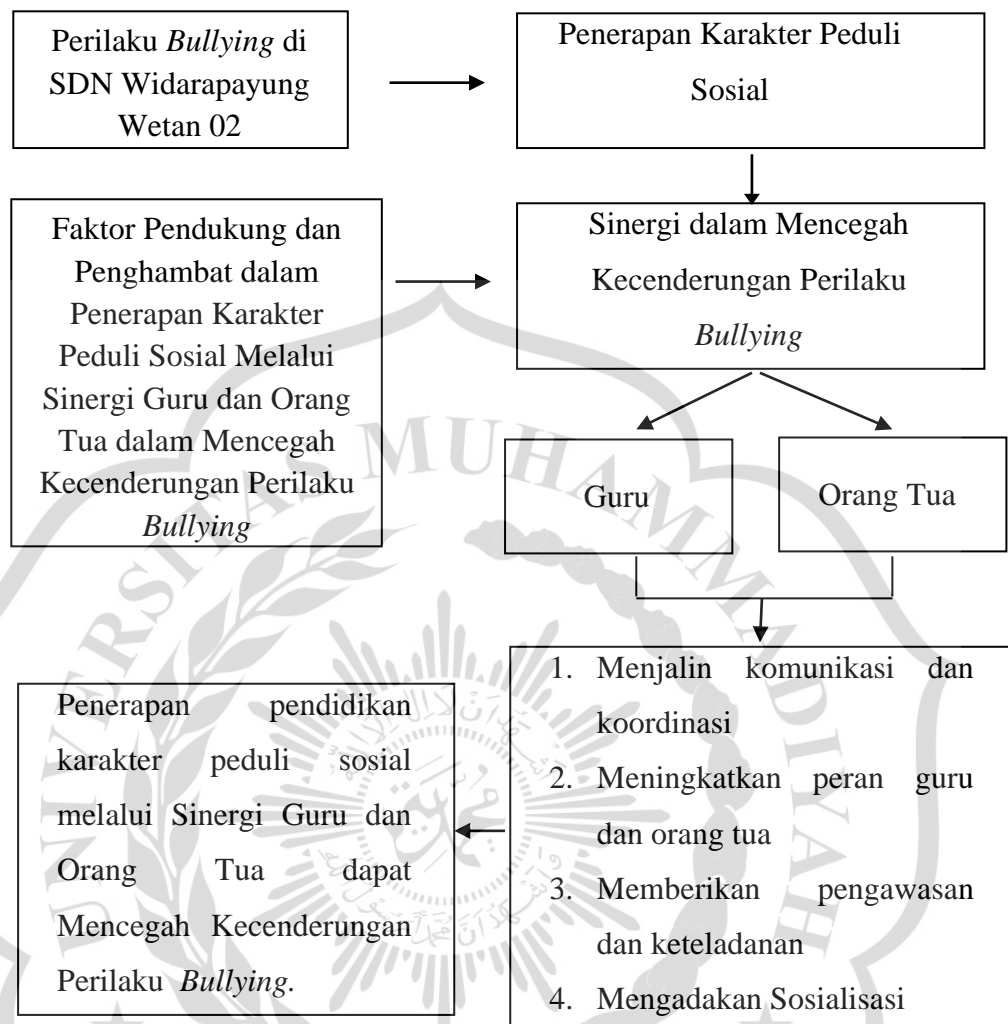 Perilaku Bullying di
SDN Widarapayung
Wetan 02
Penerapan Karakter Peduli
Sosial
Faktor Pendukung dan
Penghambat dalam
Penerapan Karakter
Peduli Sosial Melalui
Sinergi Guru dan Orang
Tua dalam Mencegah
Kecenderungan Perilaku
Bullying
Sinergi dalam Mencegah
Kecenderungan Perilaku
Bullying
Guru
Orang Tua
1. Menjalin komunikasi dan
koordinasi
2. Meningkatkan peran guru
dan orang tua
3. Memberikan pengawasan
dan keteladanan
4. Mengadakan Sosialisasi
Penerapan pendidikan
karakter peduli sosial
melalui Sinergi Guru dan
Orang Tua dapat
Mencegah Kecenderungan
Perilaku Bullying.
UNIVERSITAS MUHAMMADIYAH